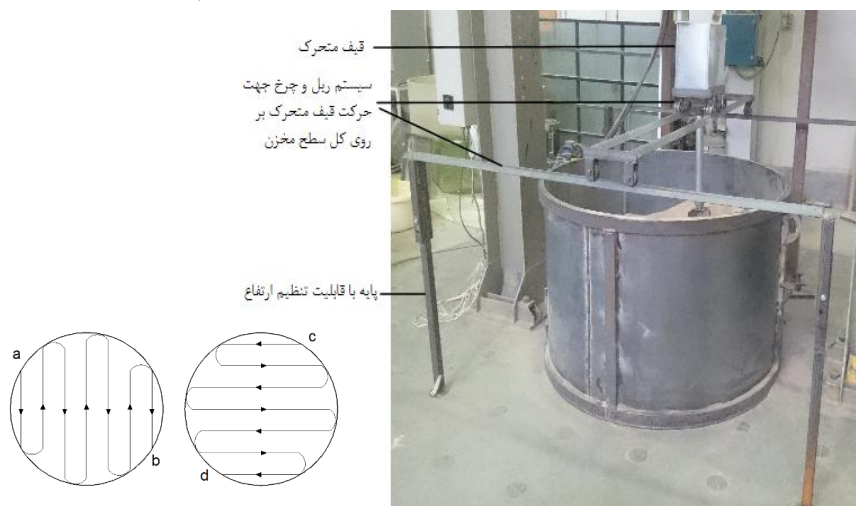 قیف متحرک
سیستم ریل و چرخ جهت
حرکت قیف متحرک بر
روی کل سطح مخزن
پایه با قابلیت تنظیم ارتفاع
a
c
b
d